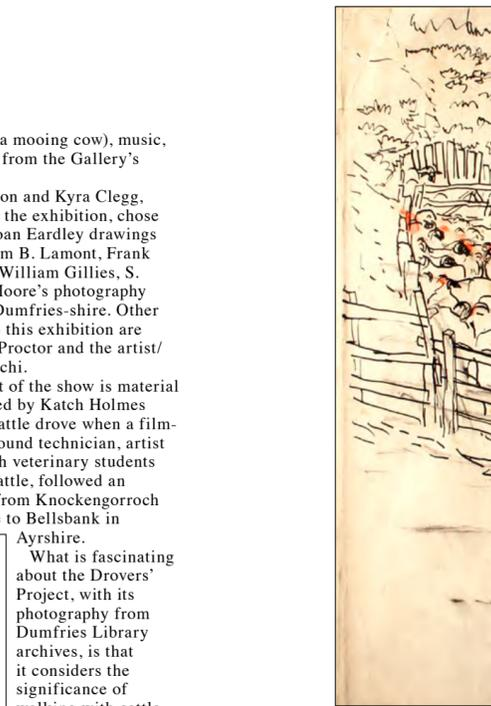 a mooing cow), music,
from the Gallery's
on and Kyra Clegg,
the exhibition, chose
oan Eardley drawings
m B. Lamont, Frank
William Gillies, S.
Moore's photography
Dumfries-shire. Other
this exhibition are
Proctor and the artist/
chi.
t of the show is material
ed by Katch Holmes
attle drove when a film-
ound technician, artist
h veterinary students
attle, followed an
from Knockengorroch
to Bellsbank in
Ayrshire.
What is fascinating
about the Drovers'
Project, with its
photography from
Dumfries Library
archives, is that
it considers the
significance of
walking with cattle